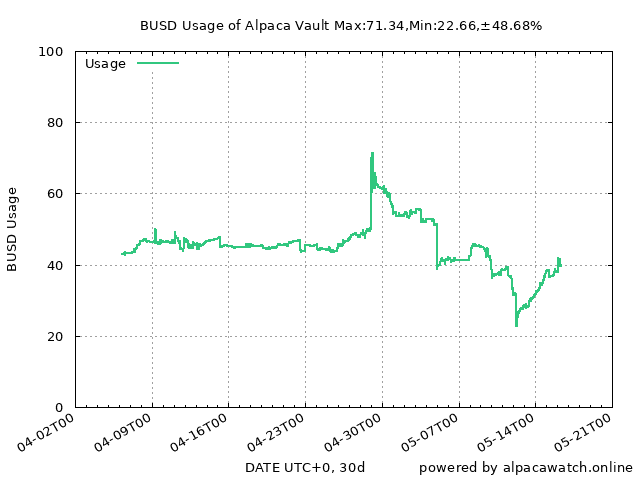 BUSD Usage of Alpaca Vault Max:71.34,Min:22.66,±48.68%
100
Usage
80
60
BUSD Usage
40
20
0
04-02T00 04-09T00 04-16T00 04-23T00 04-30T00 05-07T00 05-14T00 05-21T00
DATE UTC+0, 30d powered by alpacawatch.online